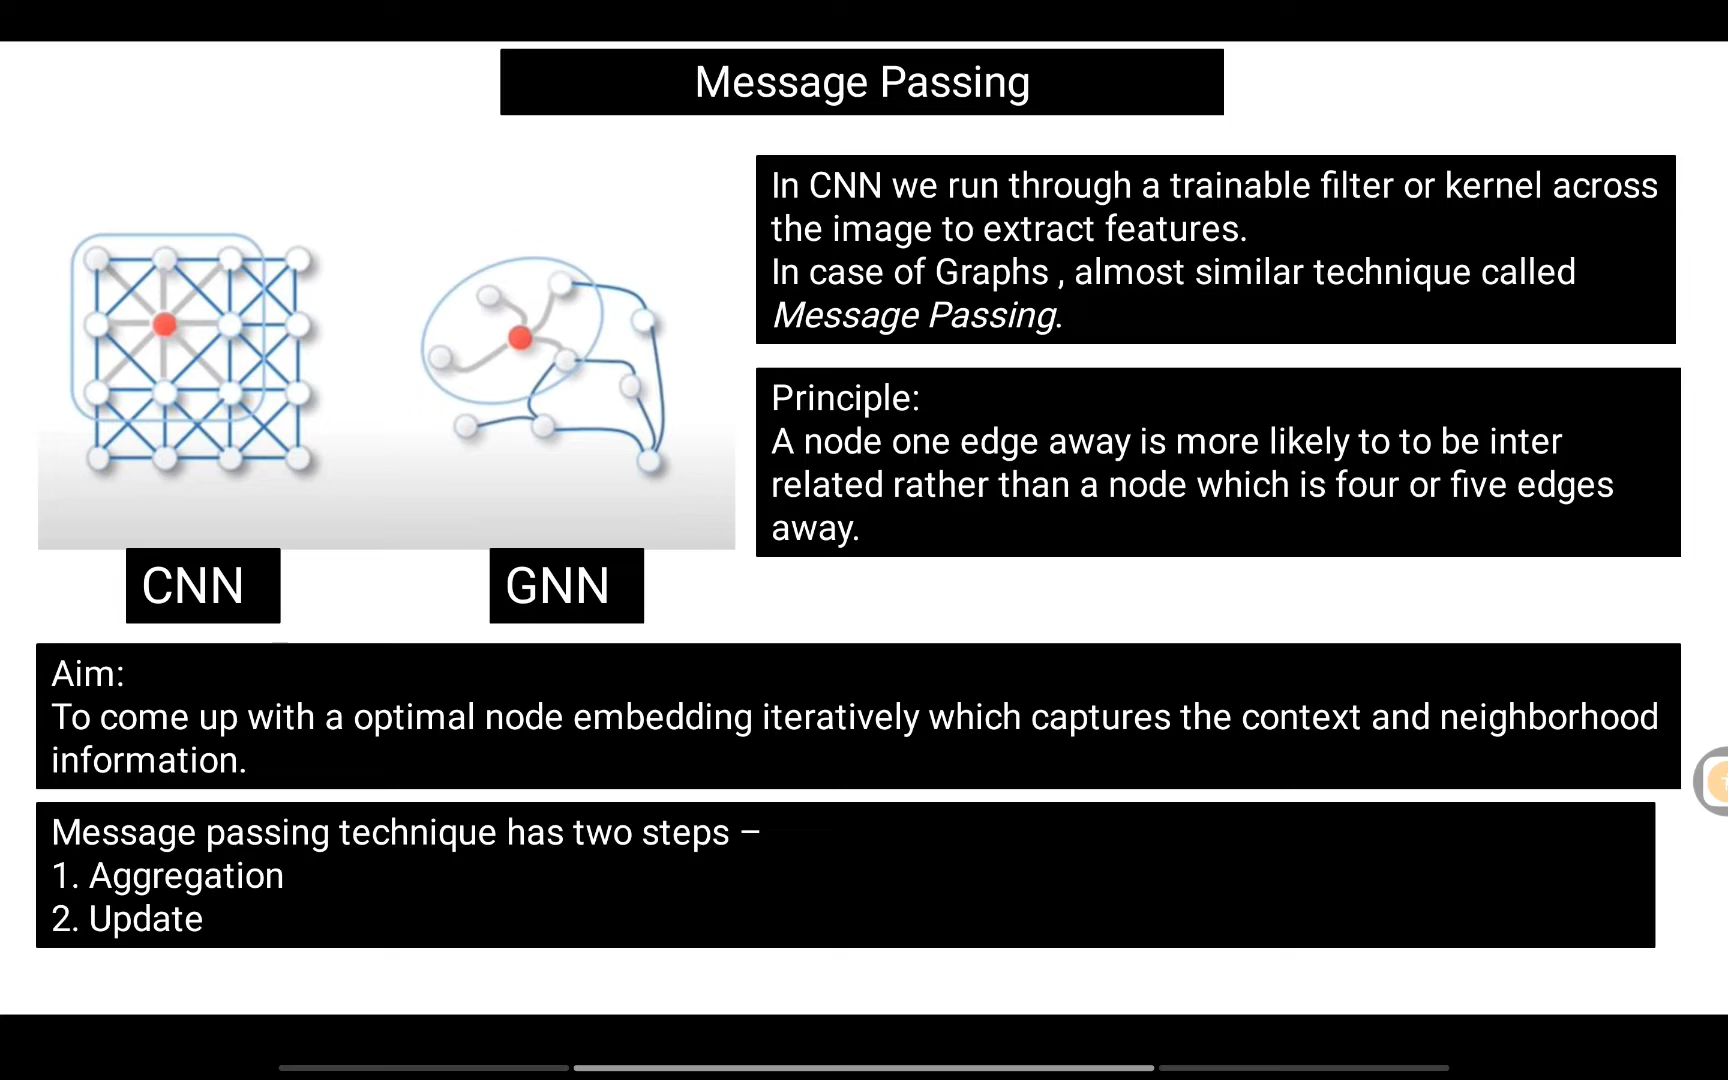 Message Passing
In CNN we run through a trainable filter or kernel across
the image to extract features.
In case of Graphs , almost similar technique called
Message Passing.
Principle:
A node one edge away is more likely to to be inter
related rather than a node which is four or five edges
away.
CNN
GNN
Aim:
To come up with a optimal node embedding iteratively which captures the context and neighborhood
information.
Message passing technique has two steps –
1. Aggregation
2. Update